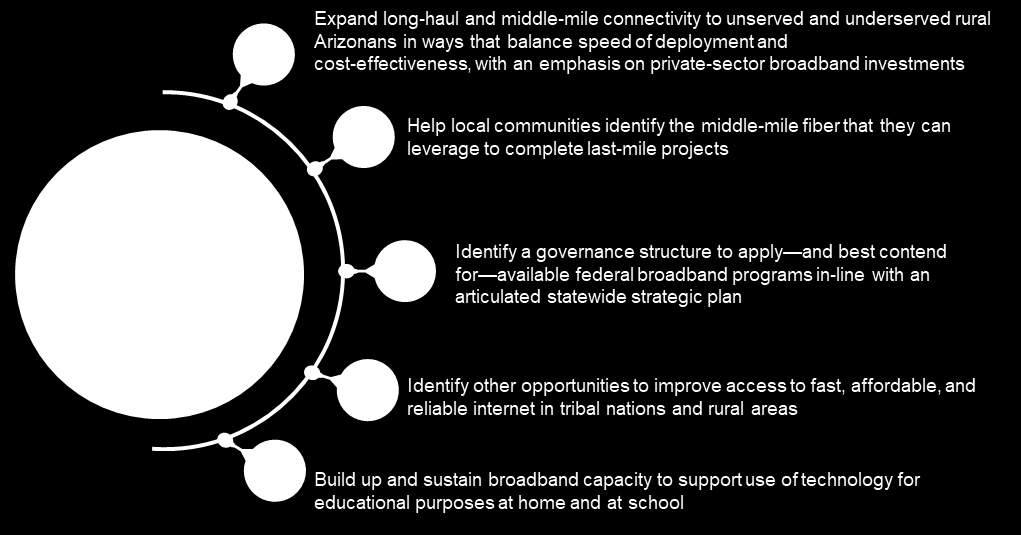 Expand long-haul and middle-mile connectivity to unserved and underserved rural
Arizonans in ways that balance speed of deployment and
cost-effectiveness, with an emphasis on private-sector broadband investments
Help local communities identify the middle-mile fiber that they can
leverage to complete last-mile projects
Identify a governance structure to apply—and best contend
for—available federal broadband programs in-line with an
articulated statewide strategic plan
Identify other opportunities to improve access to fast, affordable, and
reliable internet in tribal nations and rural areas
Build up and sustain broadband capacity to support use of technology for
educational purposes at home and at school